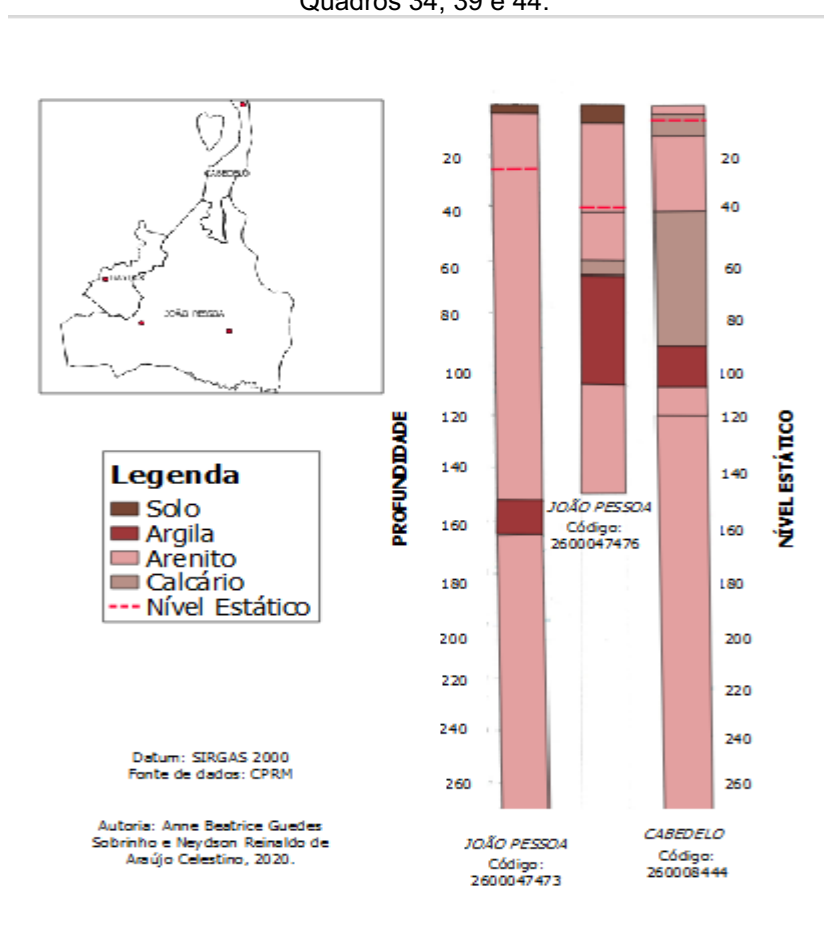 Quadros 34, 39 e 44.
CABEDELO
JOÃO PESSOA
Legenda
Solo
Argila
Arenito
Calcário
Nível Estático
Datum: SIRGAS 2000
Fonte de dados: CPRM
Autoria: Anne Beatrice Guedes
Sobrinho e Neydson Reinaldo de
Araújo Celestino, 2020.
PROFUNDIDADE
20
40
60
80
100
120
140
160
180
200
220
240
260
JOÃO PESSOA
Código:
2600047473
JOÃO PESSOA
Código:
2600047476
CABEDELO
Código:
260008444
20
40
60
80
100
120
140
160
180
200
220
240
260
NÍVEL ESTÁTICO